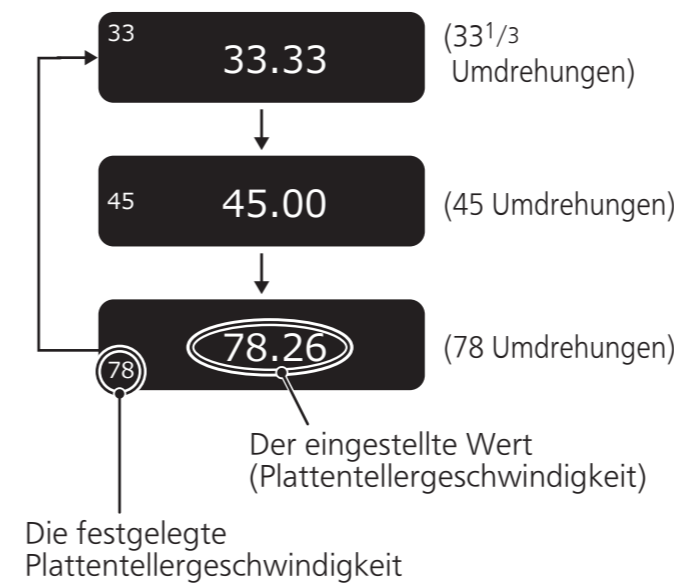 33
33.33
(33 1/3
Umdrehungen)
45
45.00
(45 Umdrehungen)
78.26
78
(78 Umdrehungen)
Der eingestellte Wert
(Plattentellergeschwindigkeit)
Die festgelegte
Plattentellergeschwindigkeit